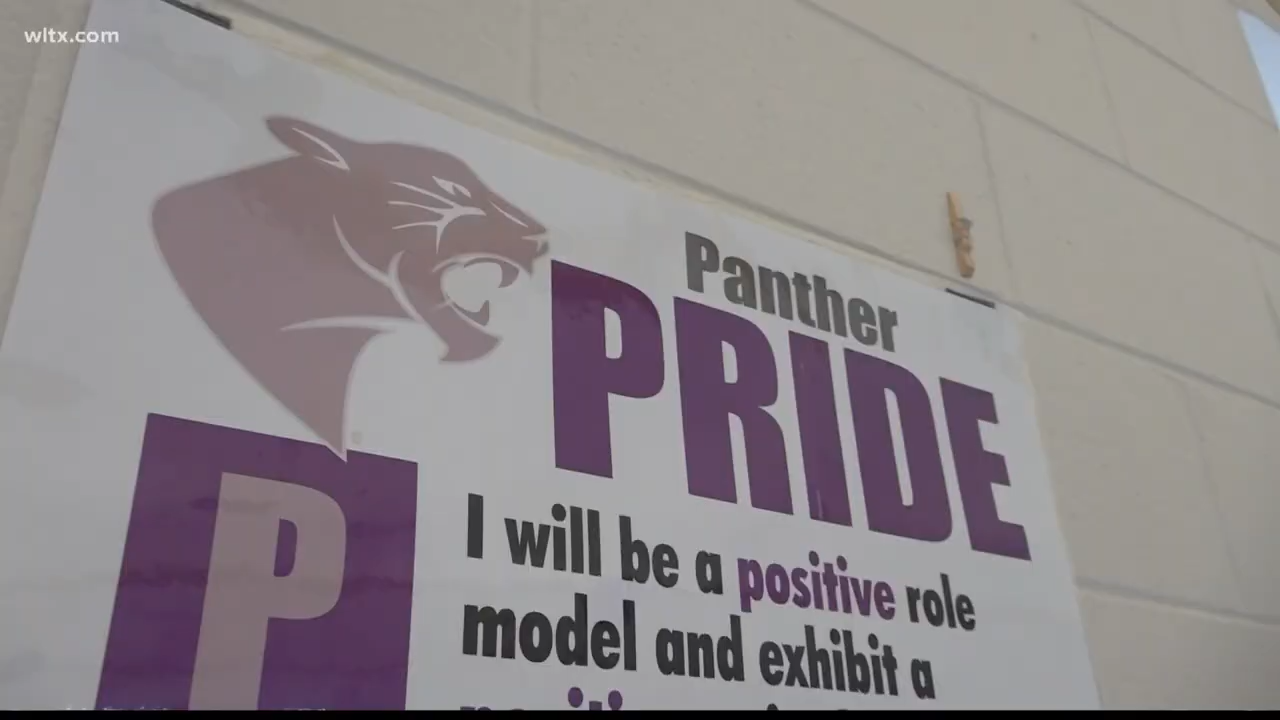 wltx.com
Panther
PRIDE
P
I will be a positive role
model and exhibit a